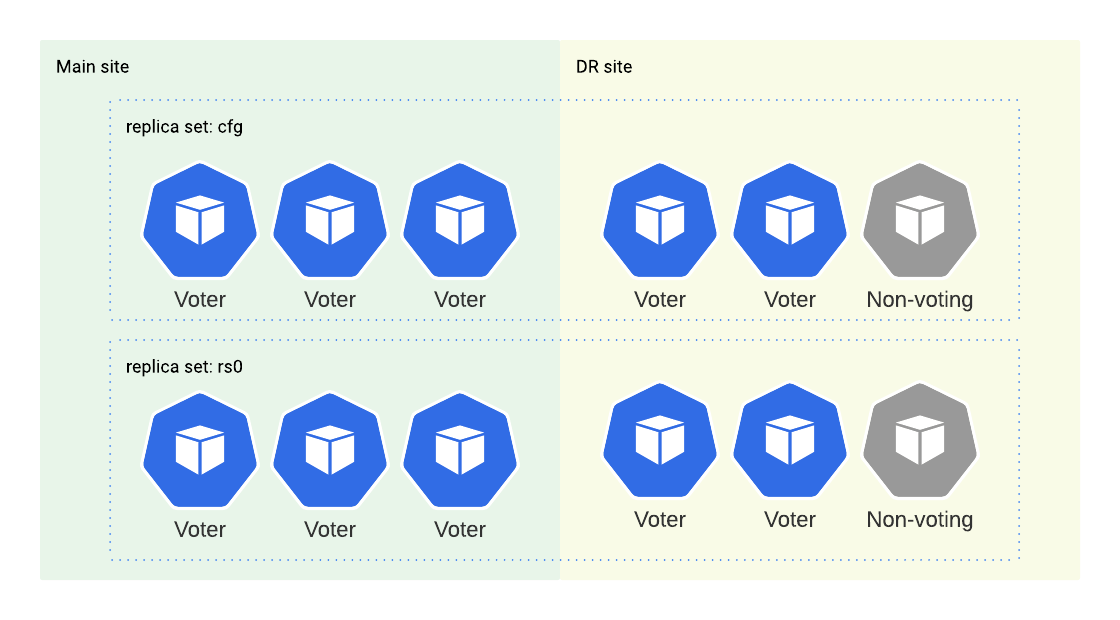 Main site
DR site
replica set: cfg
Voter
Voter
Voter
Voter
Voter
Non-voting
replica set: rs0
Voter
Voter
Voter
Voter
Voter
Non-voting